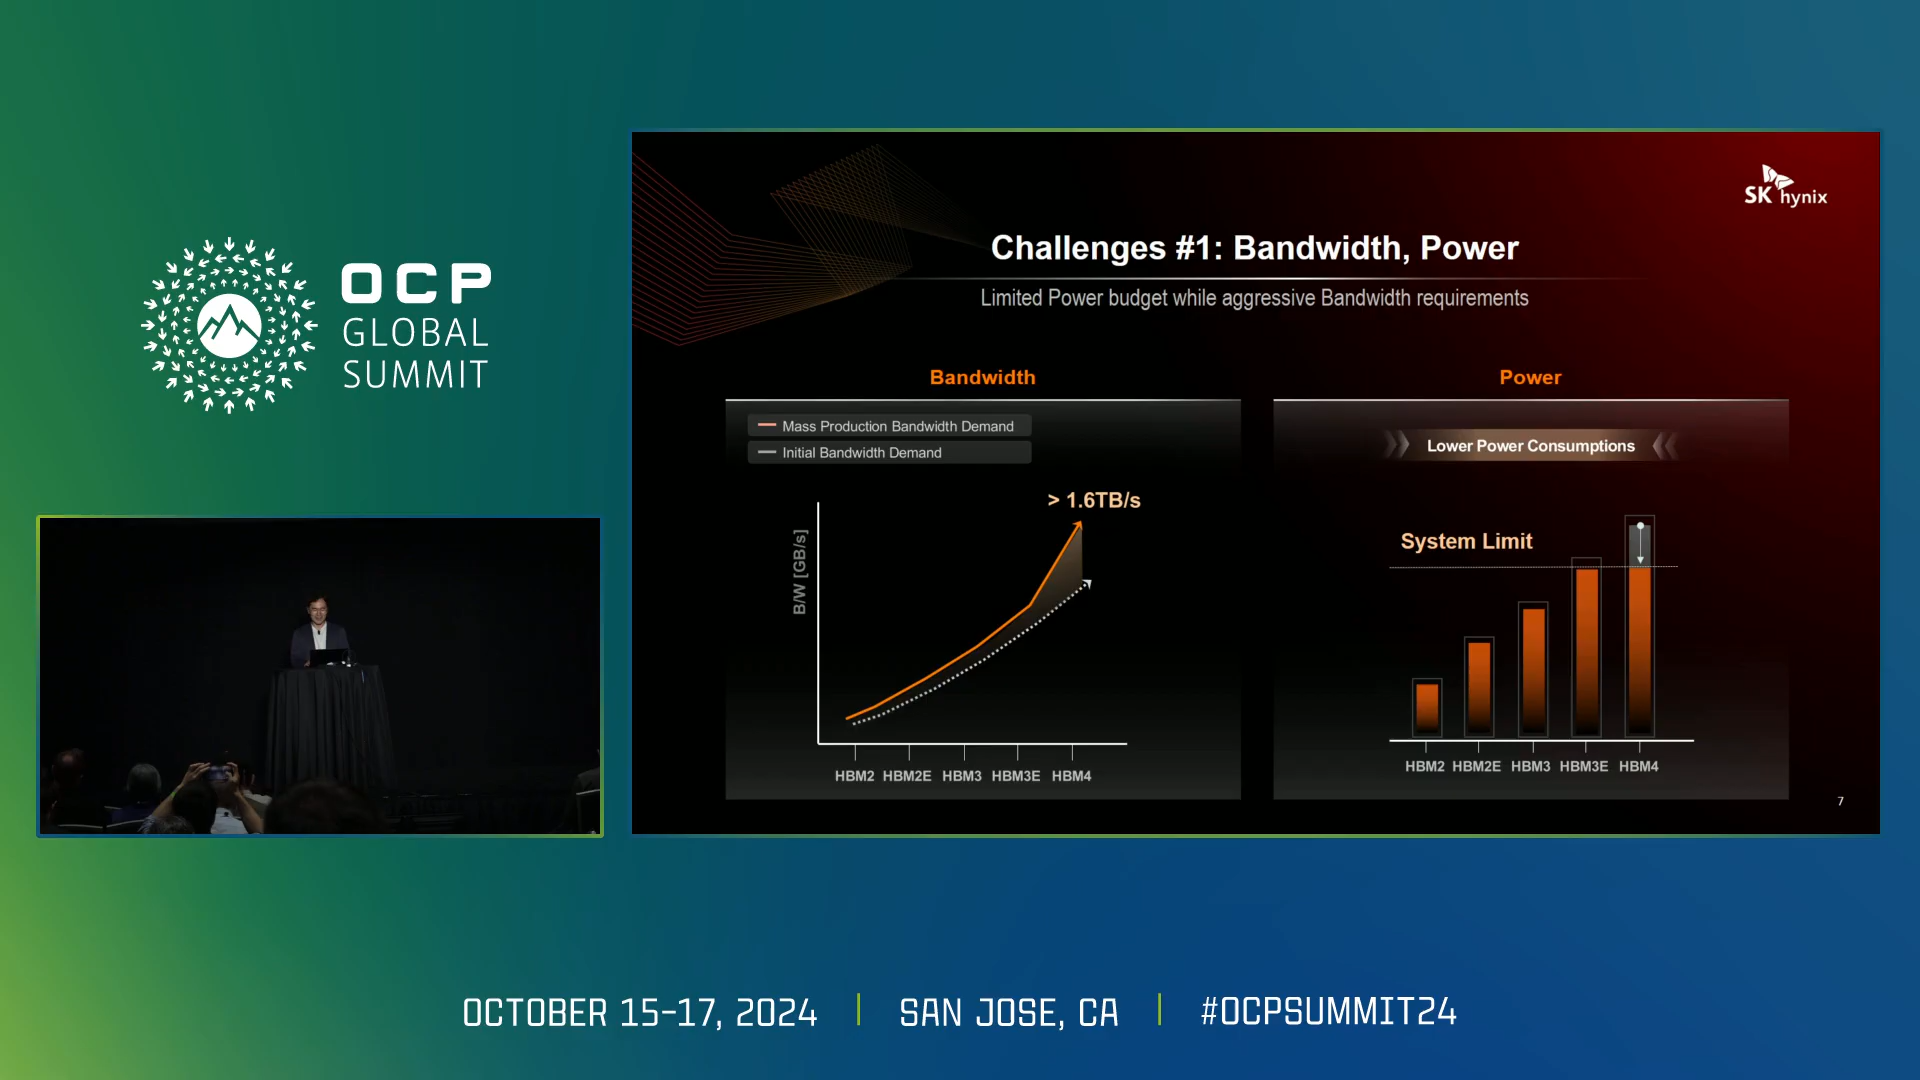 OCP
GLOBAL
SUMMIT
SK hynix
Challenges #1: Bandwidth, Power
Limited Power budget while aggressive Bandwidth requirements
Bandwidth
Mass Production Bandwidth Demand
Initial Bandwidth Demand
> 1.6TB/s
B/W [GB/s]
HBM2 HBM2E HBM3 HBM3E HBM4
Power
Lower Power Consumptions
System Limit
HBM2 HBM2E HBM3 HBM3E HBM4
7
OCTOBER 15-17, 2024 | SAN JOSE, CA | #OCPSUMMIT24